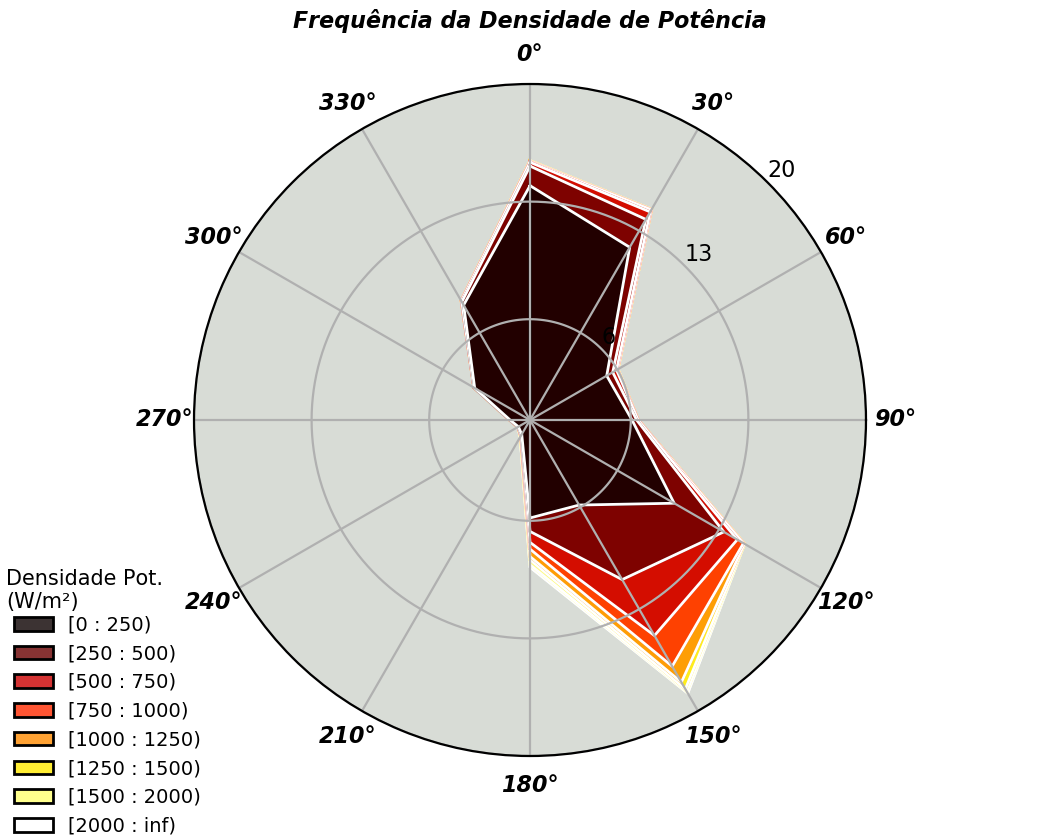 Frequência da Densidade de Potência
0°
330°
30°
20
300°
60°
13
6
270°
90°
Densidade Pot.
(W/m²)
240°
120°
[0 : 250)
[250 : 500)
[500 : 750)
[750 : 1000)
210°
150°
[1000 : 1250)
[1250 : 1500)
180°
[1500 : 2000)
[2000 : inf)